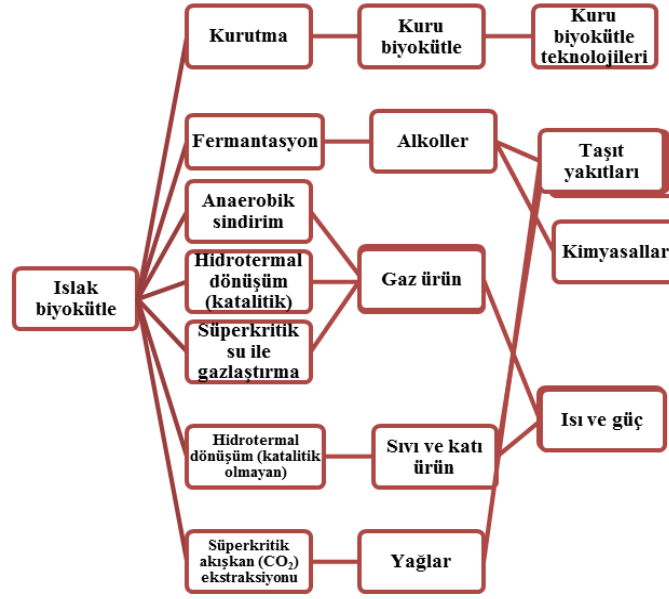 Kurutma
Kuru
biyokütle
Kuru
biyokütle
teknolojileri
Fermantasyon
Alkoller
Taşıt
yakıtları
Anaerobik
sindirim
Kimyasallar
Islak
biyokütle
Hidrotermal
dönüşüm
(katalitik)
Gaz ürün
Süperkritik
su ile
gazlaştırma
Isı ve güç
Hidrotermal
dönüşüm (katalitik
olmayan)
Sıvı ve katı
ürün
Süperkritik
akışkan (CO₂)
ekstraksiyonu
Yağlar